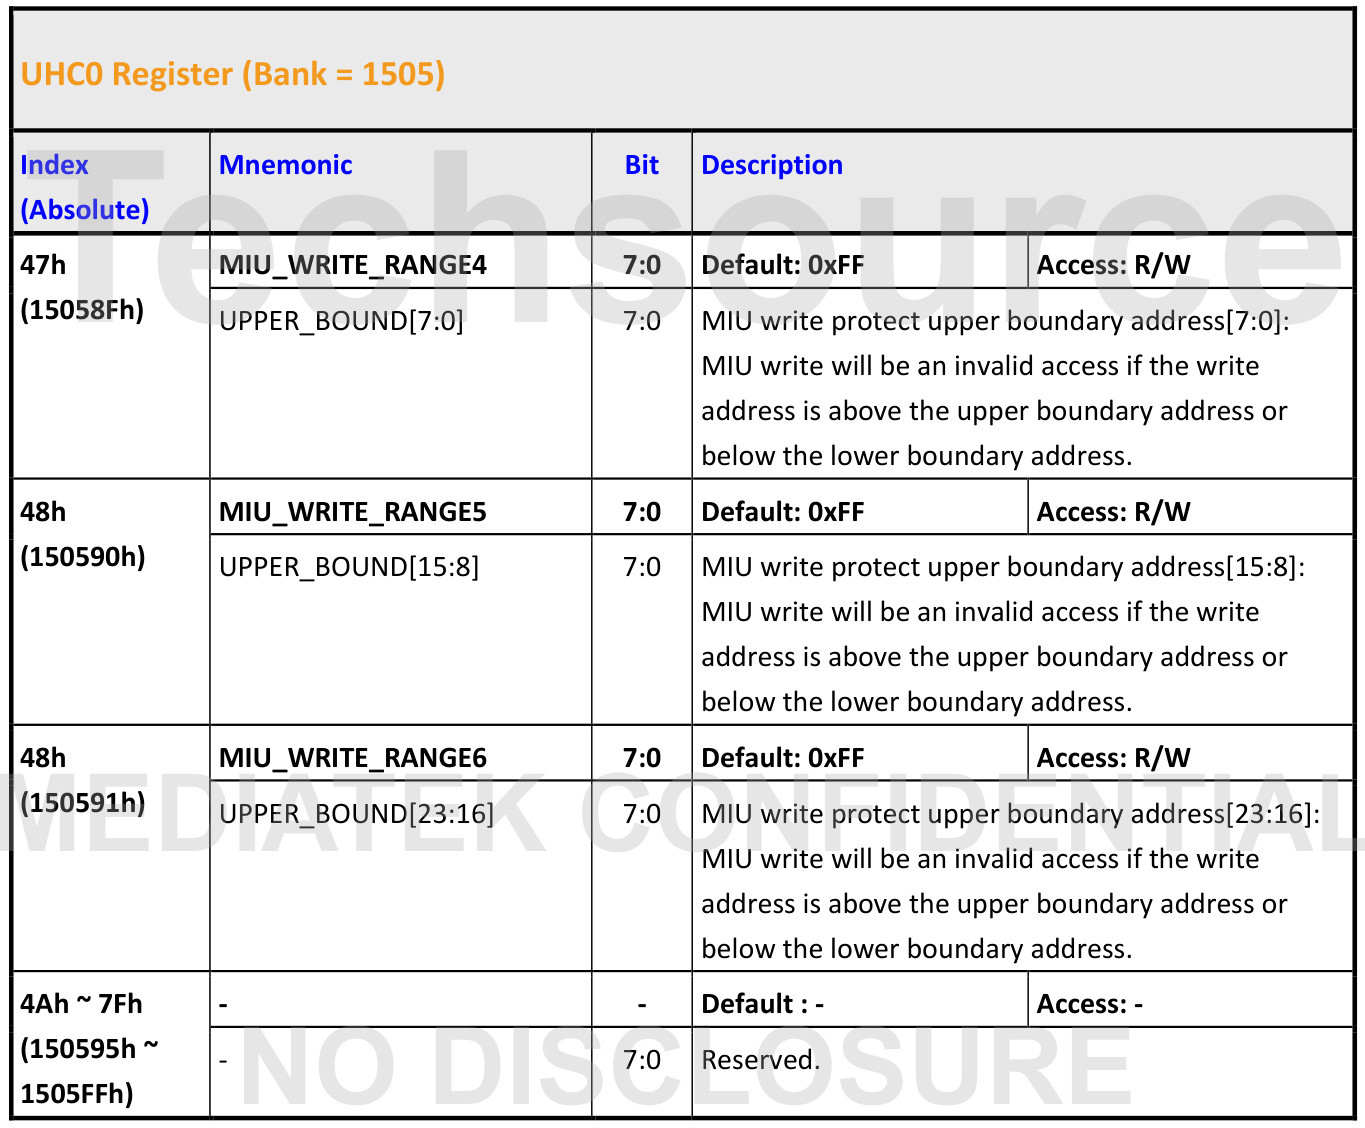 UHC0 Register (Bank = 1505)
Index (Absolute) Mnemonic Bit Description
47h (15058Fh) MIU_WRITE_RANGE4 7:0 Default: 0xFF Access: R/W
UPPER_BOUND[7:0] 7:0 MIU write protect upper boundary address[7:0]:
MIU write will be an invalid access if the write
address is above the upper boundary address or
below the lower boundary address.
48h (150590h) MIU_WRITE_RANGE5 7:0 Default: 0xFF Access: R/W
UPPER_BOUND[15:8] 7:0 MIU write protect upper boundary address[15:8]:
MIU write will be an invalid access if the write
address is above the upper boundary address or
below the lower boundary address.
48h (150591h) MIU_WRITE_RANGE6 7:0 Default: 0xFF Access: R/W
UPPER_BOUND[23:16] 7:0 MIU write protect upper boundary address[23:16]:
MIU write will be an invalid access if the write
address is above the upper boundary address or
below the lower boundary address.
4Ah ~ 7Fh (150595h ~ 1505FFh) - - Default : - Access: -
- 7:0 Reserved.
Techsource
MEDIATEK CONFIDENTIAL
NO DISCLOSURE